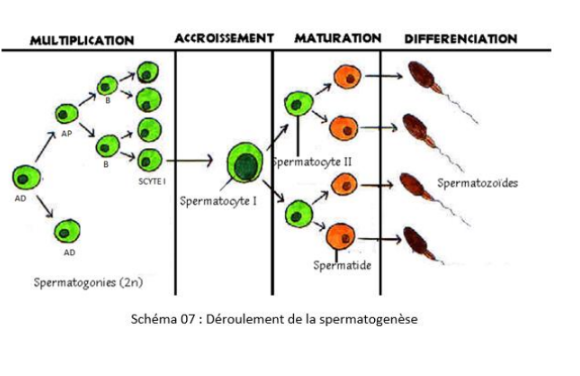 MULTIPLICATION ACCROISSEMENT MATURATION DIFFERENCIATION
B
AP
B
SCYTE I
AD
AD
Spermatogonies (2n)
Spermatocyte I
Spermatocyte II
Spermatide
Spermatozoïdes
Schéma 07 : Déroulement de la spermatogenèse